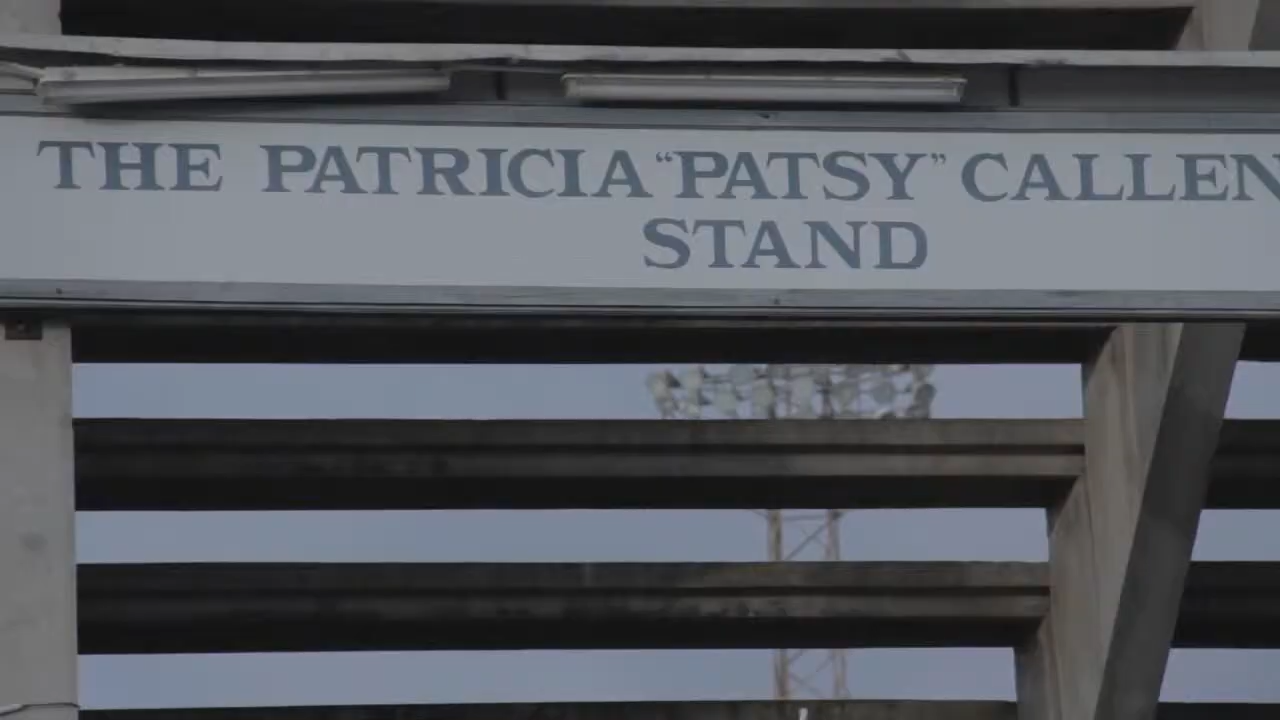 THE PATRICIA “PATSY” CALLEN
STAND